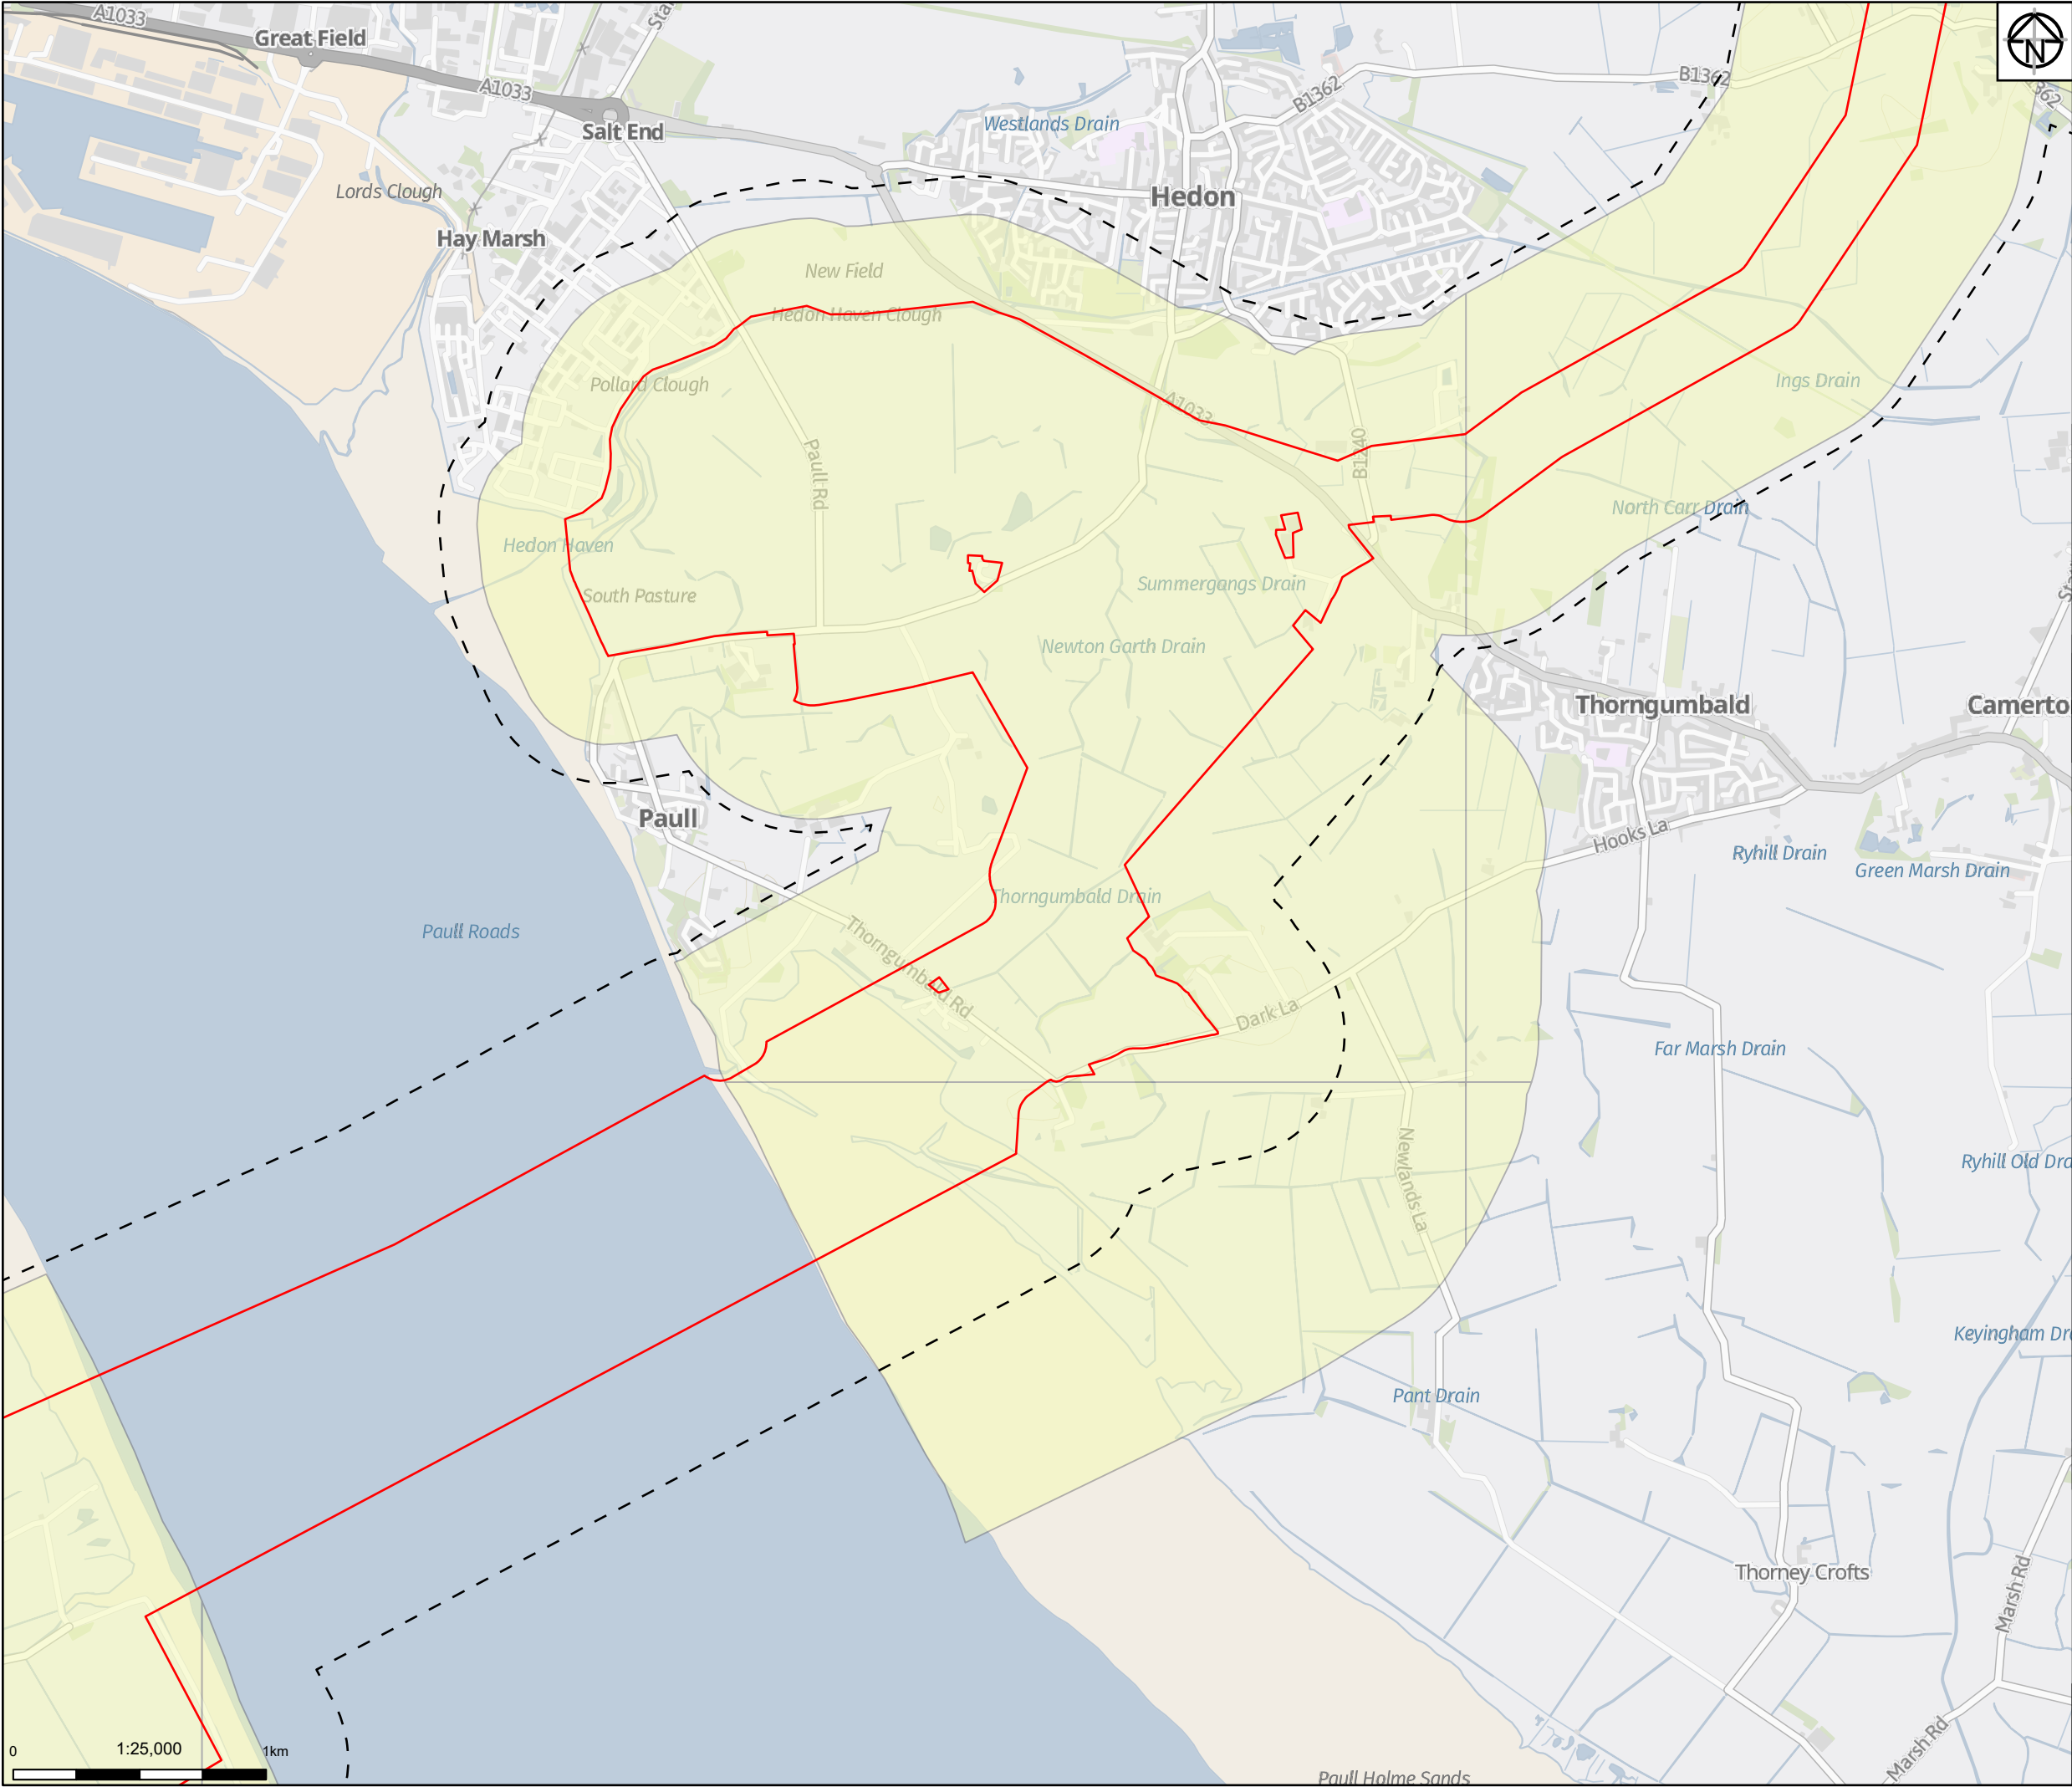 A1033
Great Field
Sta
A1033
Salt End
B1362
B1362
362
N
Westlands Drain
Lords Clough
Hedon
Hay Marsh
New Field
Hedon Haven Clough
Pollard Clough
Ings Drain
A1033
B1240
Paull Rd
North Carr Drain
Hedon Haven
South Pasture
Summergangs Drain
Newton Garth Drain
Sta
Thorngumbald
Camerto
Paull
Hooks La
Ryhill Drain
Green Marsh Drain
Thorngumbald Drain
Paull Roads
Thorngumbald Rd
Dark La
Far Marsh Drain
Newlands La
Ryhill Old Dra
Keyingham Dr
Pant Drain
Thorney Crofts
Marsh Rd
Marsh Rd
Paull Holme Sands
0 1:25,000 1km